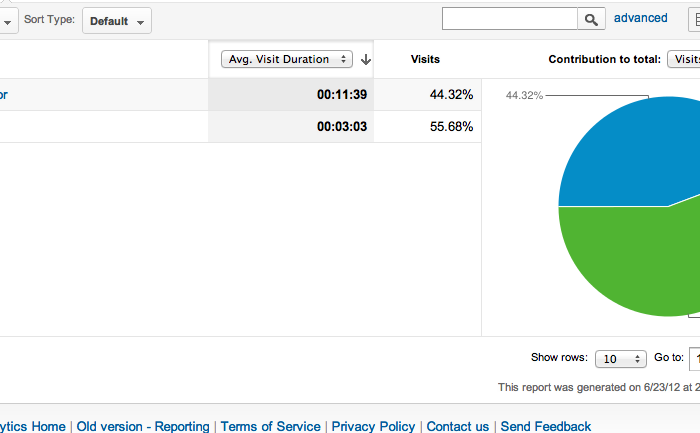 Sort Type: Default advanced
Avg. Visit Duration Visits Contribution to total: Visits
or 00:11:39 44.32% 44.32%
00:03:03 55.68%
Show rows: 10 Go to: 1
This report was generated on 6/23/12 at 2
lytics Home | Old version - Reporting | Terms of Service | Privacy Policy | Contact us | Send Feedback